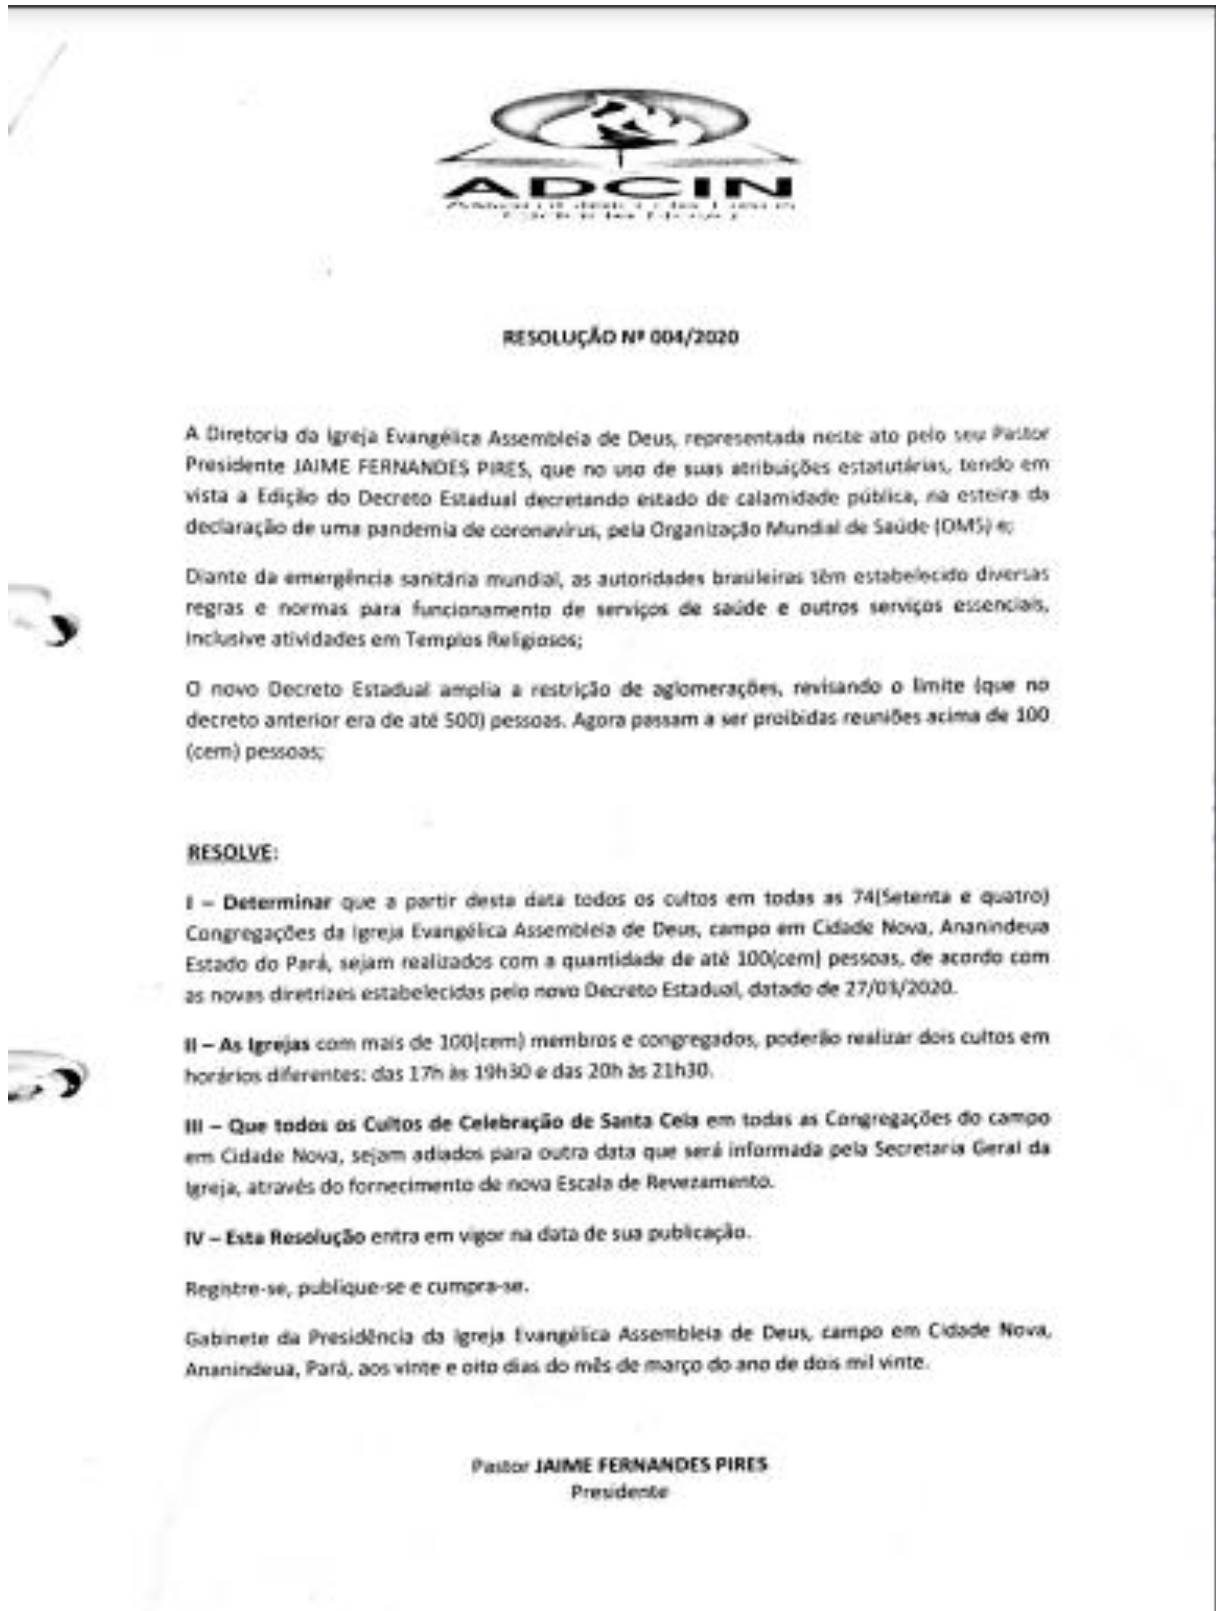 ADCIN
RESOLUÇÃO Nº 004/2020
A Diretoria da Igreja Evangélica Assembleia de Deus, representada neste ato pelo seu Pastor
Presidente JAIME FERNANDES PIRES, que no uso de suas atribuições estatutárias, tendo em
vista a Edição do Decreto Estadual decretando estado de calamidade pública, na esteira da
declaração de uma pandemia de coronavírus, pela Organização Mundial de Saúde (OMS) e;
Diante da emergência sanitária mundial, as autoridades brasileiras têm estabelecido diversas
regras e normas para funcionamento de serviços de saúde e outros serviços essenciais,
inclusive atividades em Templos Religiosos;
O novo Decreto Estadual amplia a restrição de aglomerações, revisando o limite (que no
decreto anterior era de até 500) pessoas. Agora passam a ser proibidas reuniões acima de 100
(cem) pessoas;
RESOLVE:
I – Determinar que a partir desta data todos os cultos em todas as 74(Setenta e quatro)
Congregações da Igreja Evangélica Assembleia de Deus, campo em Cidade Nova, Ananindeua
Estado do Pará, sejam realizados com a quantidade de até 100(cem) pessoas, de acordo com
as novas diretrizes estabelecidas pelo novo Decreto Estadual, datado de 27/03/2020.
II – As Igrejas com mais de 100(cem) membros e congregados, poderão realizar dois cultos em
horários diferentes: das 17h às 19h30 e das 20h às 21h30.
III – Que todos os Cultos de Celebração de Santa Ceia em todas as Congregações do campo
em Cidade Nova, sejam adiados para outra data que será informada pela Secretaria Geral da
Igreja, através do fornecimento de nova Escala de Revezamento.
IV – Esta Resolução entra em vigor na data de sua publicação.
Registre-se, publique-se e cumpra-se.
Gabinete da Presidência da Igreja Evangélica Assembleia de Deus, campo em Cidade Nova,
Ananindeua, Pará, aos vinte e oito dias do mês de março do ano de dois mil vinte.
Pastor JAIME FERNANDES PIRES
Presidente